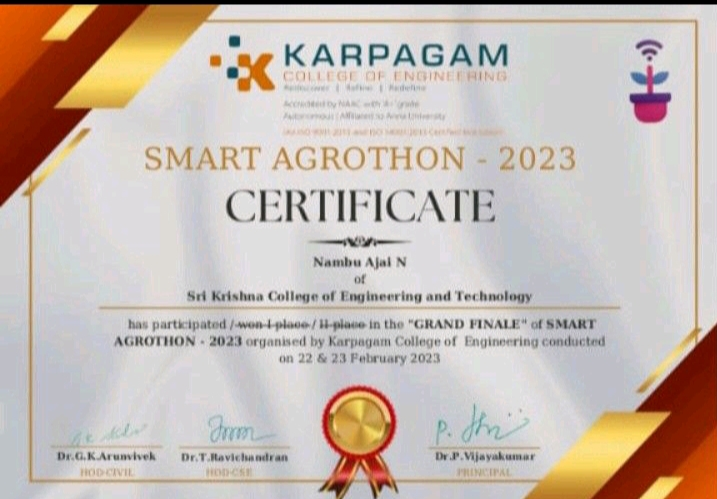 KARPAGAM
COLLEGE OF ENGINEERING
Rediscover | Refine | Redefine
Accredited by NAAC with 'A+' grade
Autonomous | Affiliated to Anna University
SMART AGROTHON - 2023
CERTIFICATE
Nambu Ajai N
of
Sri Krishna College of Engineering and Technology
has participated / won I place / II place in the "GRAND FINALE" of SMART
AGROTHON - 2023 organised by Karpagam College of Engineering conducted
on 22 & 23 February 2023
Dr.G.K.Arunvivek Dr.T.Ravichandran Dr.P.Vijayakumar
HOD-CIVIL HOD-CSE PRINCIPAL